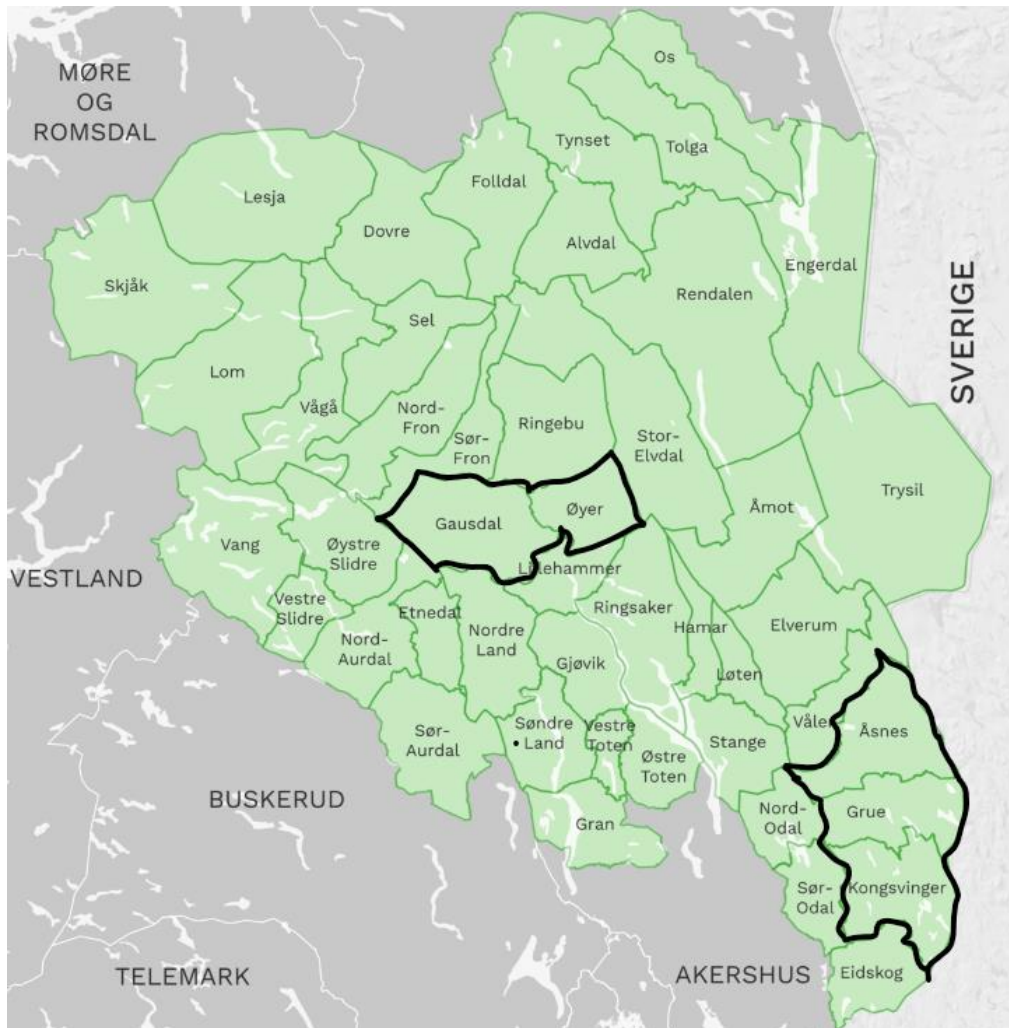 MØRE
OG
ROMSDAL
Os
Tynset
Tolga
Folldal
Lesja
Dovre
Alvdal
Engerdal
Skjåk
Rendalen
Sel
SVERIGE
Lom
Vågå
Nord-
Fron
Ringebu
Sør-
Fron
Stor-
Elvdal
Trysil
Åmot
Øyer
Gausdal
Vang
Øystre
Slidre
VESTLAND
Lillehammer
Vestre
Slidre
Etnedal
Ringsaker
Hamar
Elverum
Nord-
Aurdal
Nordre
Land
Gjøvik
Løten
Våler
Åsnes
Sør-
Aurdal
Søndre
Land
Vestre
Toten
Østre
Toten
Stange
BUSKERUD
Gran
Nord-
Odal
Grue
Sør-
Odal
Kongsvinger
TELEMARK
AKERSHUS
Eidskog